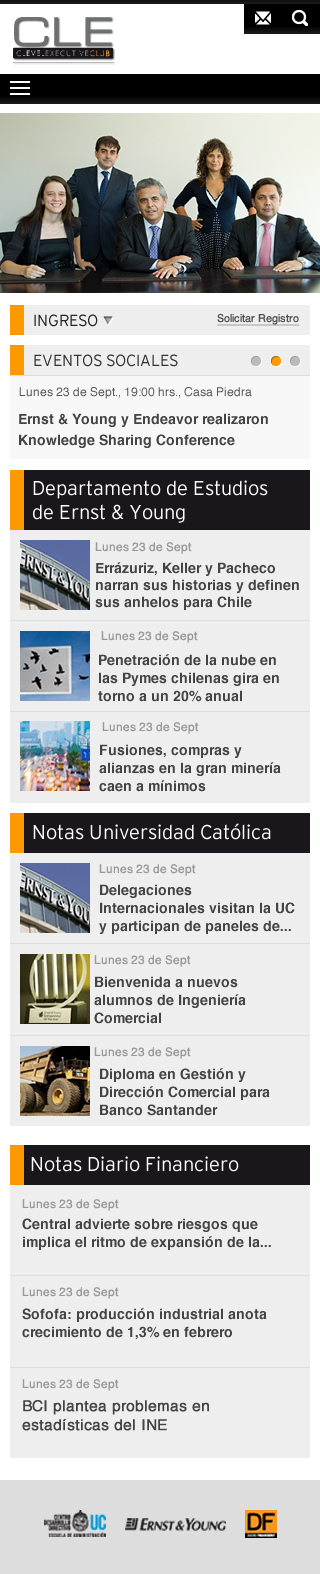 CLE
CLEVEL EXECUTIVE CLUB
INGRESO
Solicitar Registro
EVENTOS SOCIALES
Lunes 23 de Sept., 19:00 hrs., Casa Piedra
Ernst & Young y Endeavor realizaron
Knowledge Sharing Conference
Departamento de Estudios
de Ernst & Young
ERNST & YOU
Lunes 23 de Sept
Errázuriz, Keller y Pacheco
narran sus historias y definen
sus anhelos para Chile
Lunes 23 de Sept
Penetración de la nube en
las Pymes chilenas gira en
torno a un 20% anual
Lunes 23 de Sept
Fusiones, compras y
alianzas en la gran minería
caen a mínimos
Notas Universidad Católica
ERNST & YOU
Lunes 23 de Sept
Delegaciones
Internacionales visitan la UC
y participan de paneles de...
Lunes 23 de Sept
Bienvenida a nuevos
alumnos de Ingeniería
Comercial
Lunes 23 de Sept
Diploma en Gestión y
Dirección Comercial para
Banco Santander
Notas Diario Financiero
Lunes 23 de Sept
Central advierte sobre riesgos que
implica el ritmo de expansión de la...
Lunes 23 de Sept
Sofofa: producción industrial anota
crecimiento de 1,3% en febrero
Lunes 23 de Sept
BCI plantea problemas en
estadísticas del INE
CENTRO
DESARROLLO
DIRECTIVO
UC
ESCUELA DE ADMINISTRACIÓN
ERNST & YOUNG
DF